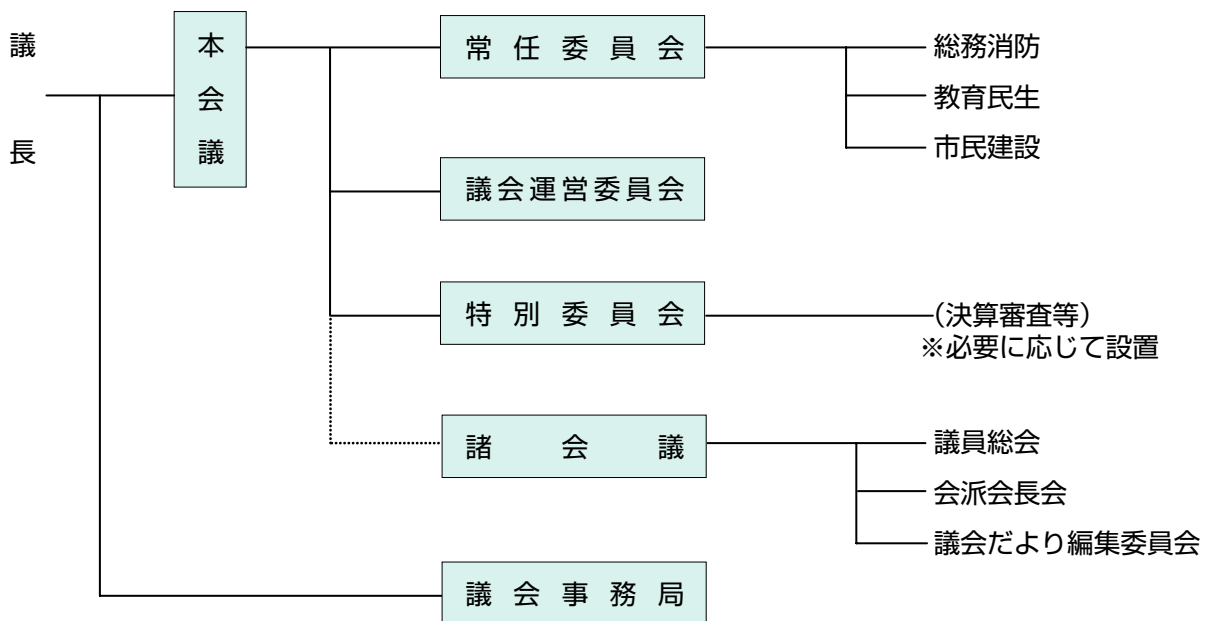 議長
本会議
常任委員会
総務消防
教育民生
市民建設
議会運営委員会
特別委員会
(決算審査等)
※必要に応じて設置
諸会議
議員総会
会派会長会
議会だより編集委員会
議会事務局